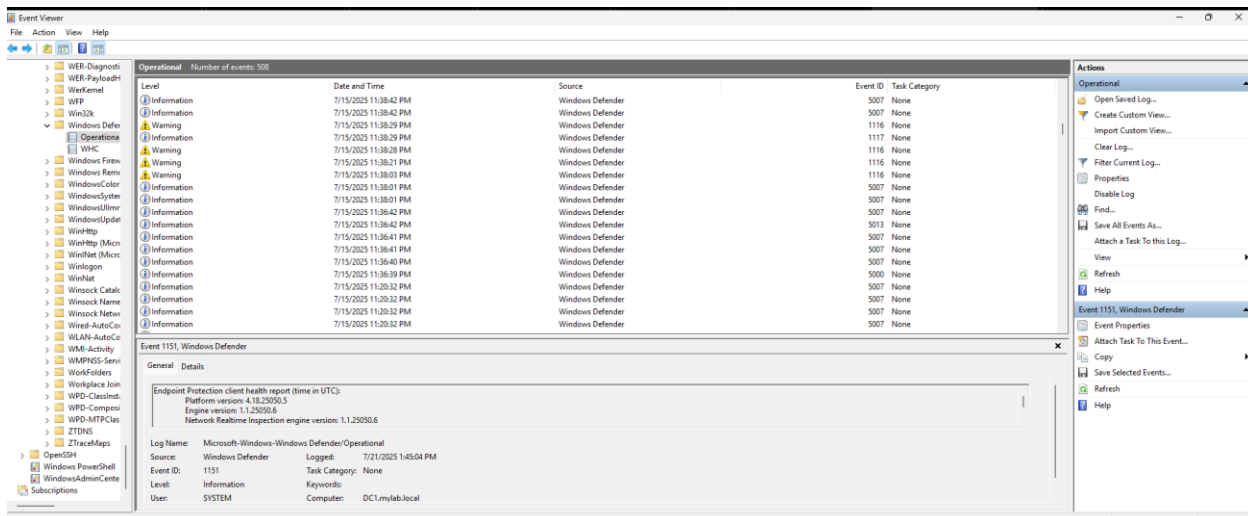 Event Viewer
File Action View Help
WER-Diagnosti
WER-PayloadH
WerKernel
WFP
Win32k
Windows Defer
Operationa
WHC
Windows Firew
Windows Remo
WindowsColor
WindowsSyster
WindowsUIImr
WindowsUpdat
WinHttp
WinHttp (Micro
WinINet (Micro
Winlogon
WinNat
Winsock Catalo
Winsock Name
Winsock Netwo
Wired-AutoCo
WLAN-AutoCo
WMI-Activity
WMPNSS-Servi
WorkFolders
Workplace Join
WPD-ClassInst
WPD-Composi
WPD-MTPClas
ZTDNS
ZTraceMaps
OpenSSH
Windows PowerShell
WindowsAdminCente
Subscriptions
Operational Number of events: 508
Level Date and Time Source Event ID Task Category
Information 7/15/2025 11:38:42 PM Windows Defender 5007 None
Information 7/15/2025 11:38:42 PM Windows Defender 5007 None
Warning 7/15/2025 11:38:29 PM Windows Defender 1116 None
Information 7/15/2025 11:38:29 PM Windows Defender 1117 None
Warning 7/15/2025 11:38:28 PM Windows Defender 1116 None
Warning 7/15/2025 11:38:21 PM Windows Defender 1116 None
Warning 7/15/2025 11:38:03 PM Windows Defender 1116 None
Information 7/15/2025 11:38:01 PM Windows Defender 5007 None
Information 7/15/2025 11:38:01 PM Windows Defender 5007 None
Information 7/15/2025 11:36:42 PM Windows Defender 5007 None
Information 7/15/2025 11:36:42 PM Windows Defender 5013 None
Information 7/15/2025 11:36:41 PM Windows Defender 5007 None
Information 7/15/2025 11:36:41 PM Windows Defender 5007 None
Information 7/15/2025 11:36:40 PM Windows Defender 5007 None
Information 7/15/2025 11:36:39 PM Windows Defender 5000 None
Information 7/15/2025 11:20:32 PM Windows Defender 5007 None
Information 7/15/2025 11:20:32 PM Windows Defender 5007 None
Information 7/15/2025 11:20:32 PM Windows Defender 5007 None
Information 7/15/2025 11:20:32 PM Windows Defender 5007 None
Event 1151, Windows Defender
General Details
Endpoint Protection client health report (time in UTC):
Platform version: 4.18.25050.5
Engine version: 1.1.25050.6
Network Realtime Inspection engine version: 1.1.25050.6
Log Name: Microsoft-Windows-Windows Defender/Operational
Source: Windows Defender Logged: 7/21/2025 1:45:04 PM
Event ID: 1151 Task Category: None
Level: Information Keywords:
User: SYSTEM Computer: DC1.mylab.local
Actions
Operational
Open Saved Log...
Create Custom View...
Import Custom View...
Clear Log...
Filter Current Log...
Properties
Disable Log
Find...
Save All Events As...
Attach a Task To this Log...
View
Refresh
Help
Event 1151, Windows Defender
Event Properties
Attach Task To This Event...
Copy
Save Selected Events...
Refresh
Help